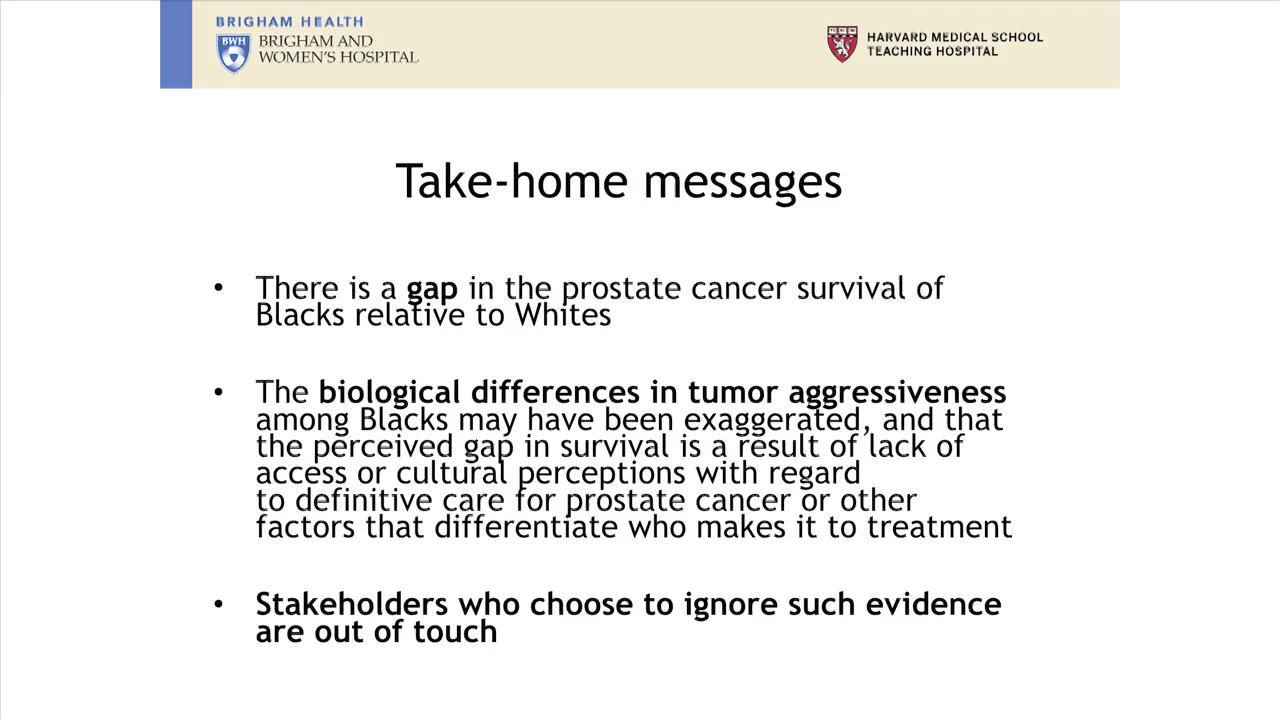 BRIGHAM HEALTH
BWH
BRIGHAM AND
WOMEN'S HOSPITAL
HARVARD MEDICAL SCHOOL
TEACHING HOSPITAL
Take-home messages
• There is a gap in the prostate cancer survival of
Blacks relative to Whites
• The biological differences in tumor aggressiveness
among Blacks may have been exaggerated, and that
the perceived gap in survival is a result of lack of
access or cultural perceptions with regard
to definitive care for prostate cancer or other
factors that differentiate who makes it to treatment
• Stakeholders who choose to ignore such evidence
are out of touch